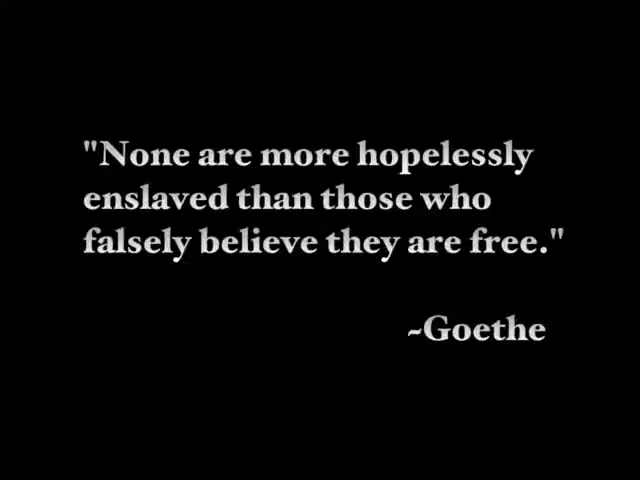 "None are more hopelessly
enslaved than those who
falsely believe they are free."
~Goethe